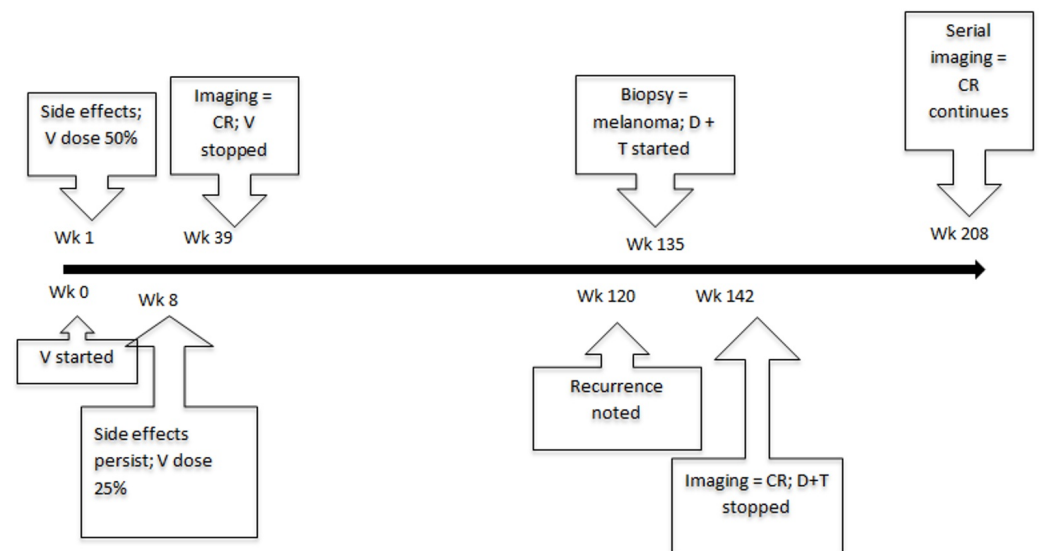 Serial
imaging =
CR
continues
Side effects;
V dose 50%
Imaging =
CR; V
stopped
Biopsy =
melanoma; D +
T started
Wk 1
Wk 39
Wk 135
Wk 208
Wk 0
Wk 8
Wk 120
Wk 142
V started
Side effects
persist; V dose
25%
Recurrence
noted
Imaging = CR; D+T
stopped